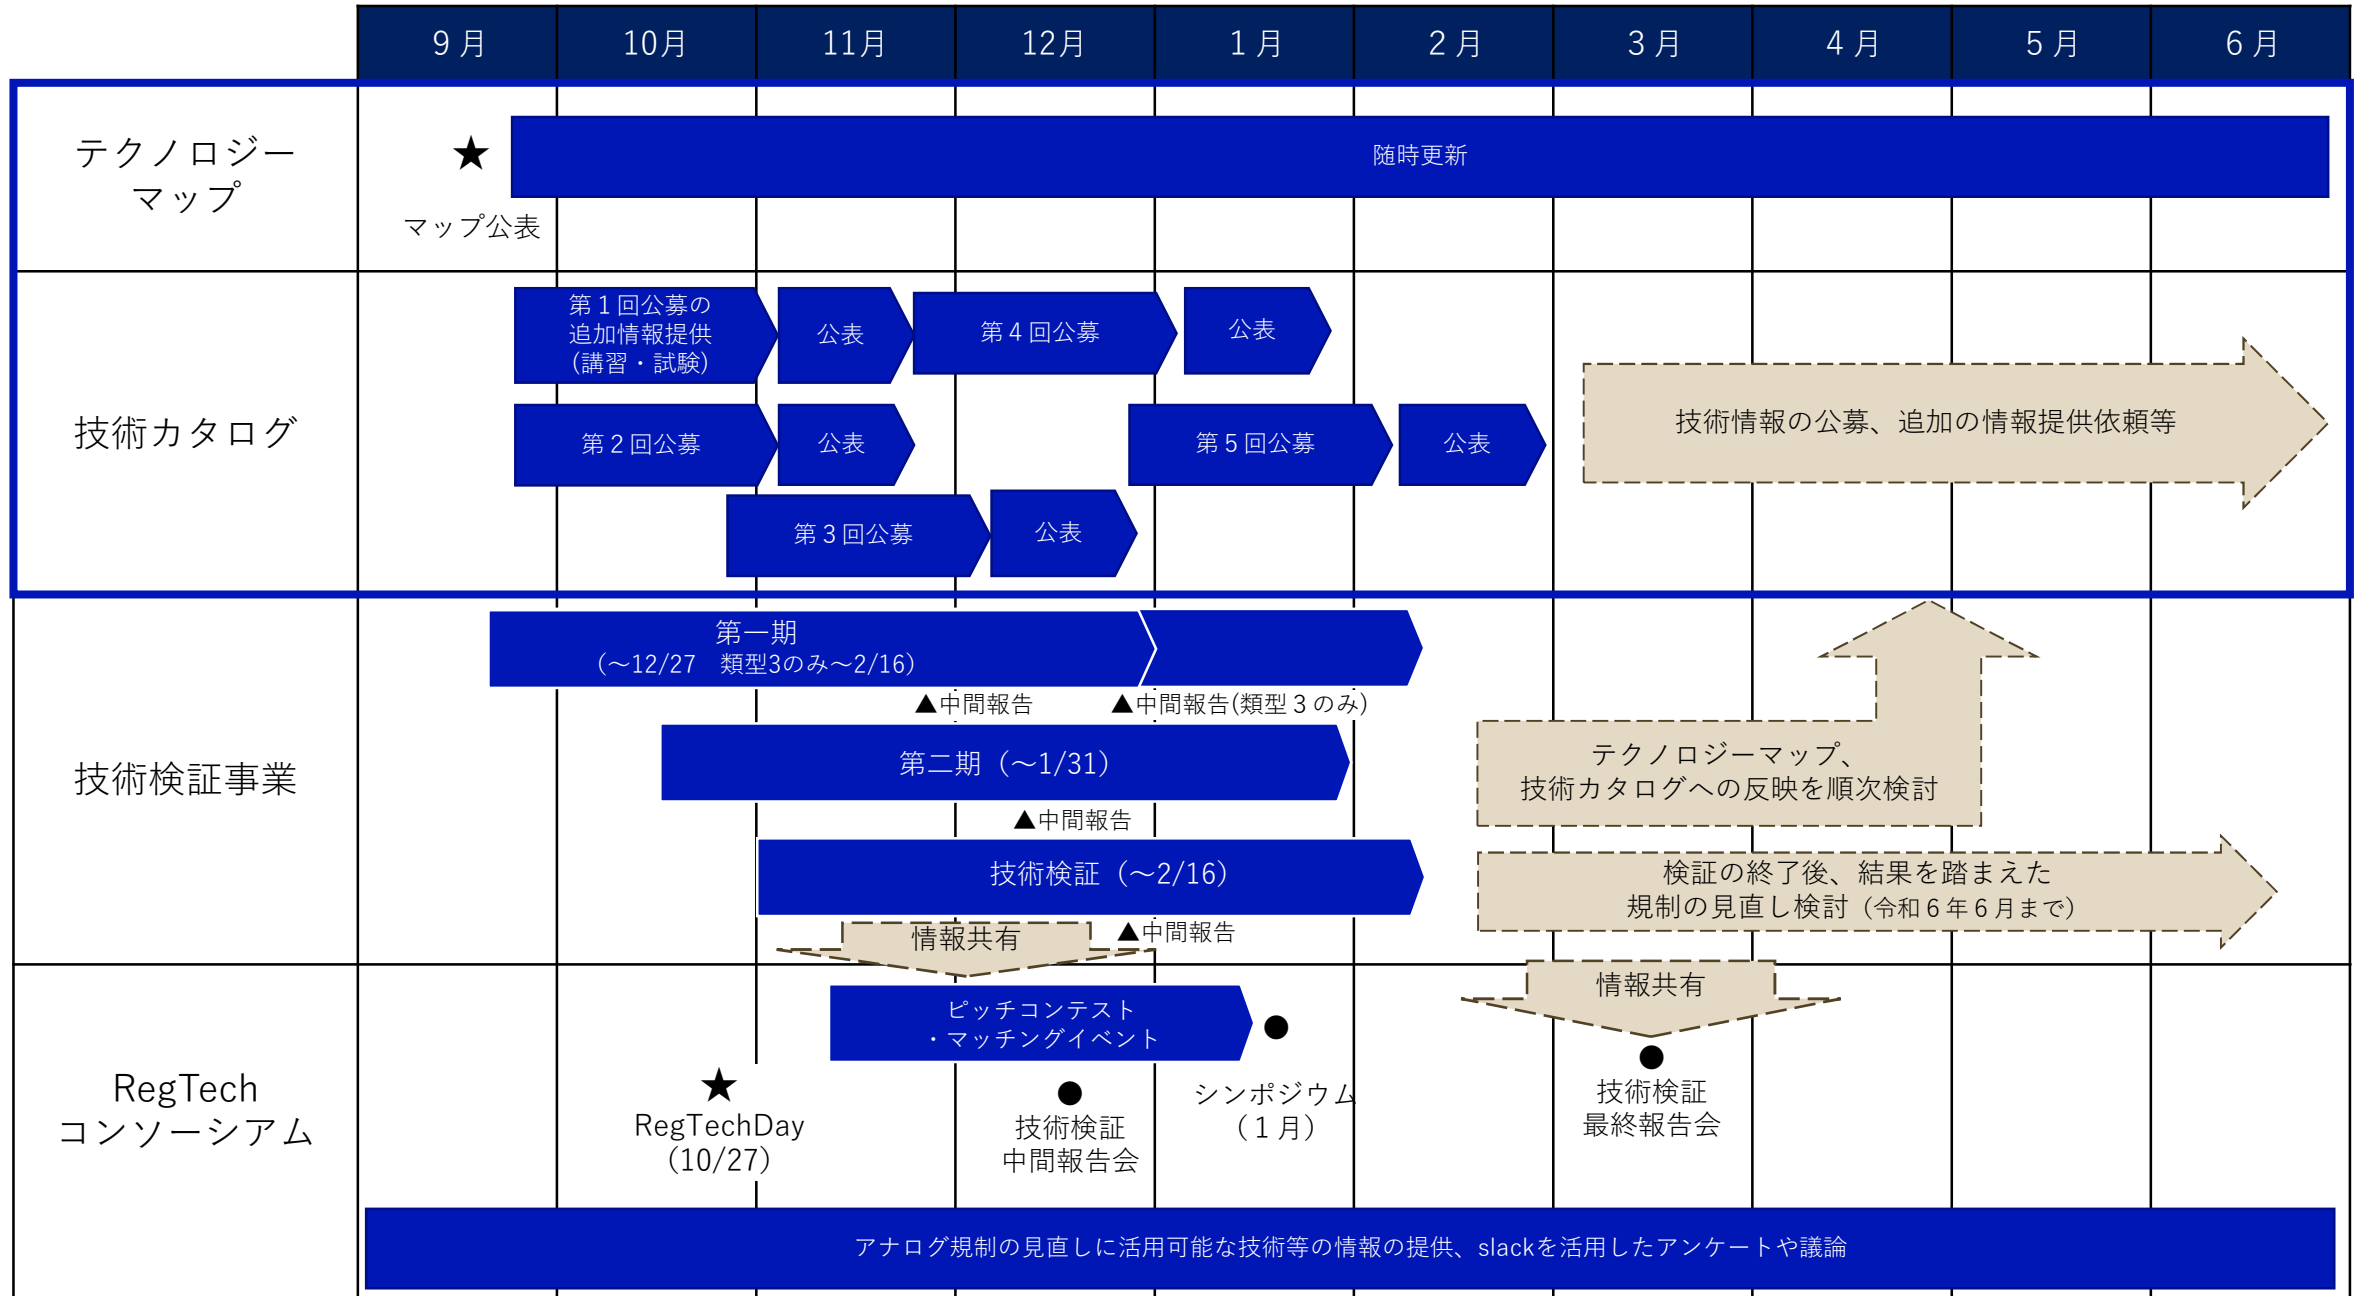 9月
10月
11月
12月
1月
2月
3月
4月
5月
6月
テクノロジー
マップ
★
マップ公表
随時更新
技術カタログ
第1回公募の
追加情報提供
(講習・試験)
公表
第4回公募
公表
第2回公募
公表
第5回公募
公表
第3回公募
公表
技術情報の公募、追加の情報提供依頼等
技術検証事業
第一期
(～12/27　類型3のみ～2/16)
▲中間報告
▲中間報告(類型3のみ)
第二期（～1/31）
▲中間報告
技術検証（～2/16）
▲中間報告
テクノロジーマップ、
技術カタログへの反映を順次検討
検証の終了後、結果を踏まえた
規制の見直し検討（令和6年6月まで）
情報共有
情報共有
RegTech
コンソーシアム
ピッチコンテスト
・マッチングイベント
★
RegTechDay
（10/27）
●
技術検証
中間報告会
●
シンポジウム
（1月）
●
技術検証
最終報告会
アナログ規制の見直しに活用可能な技術等の情報の提供、slackを活用したアンケートや議論